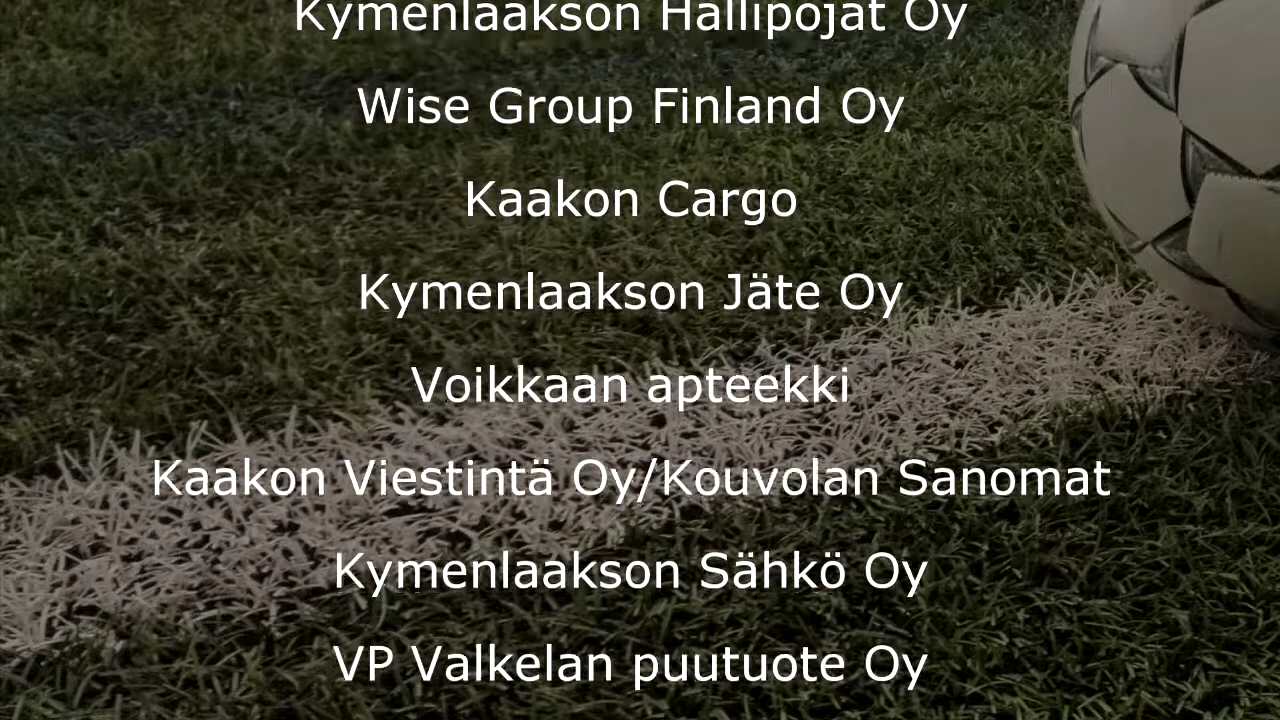 Kymenlaakson Hallipojat Oy
Wise Group Finland Oy
Kaakon Cargo
Kymenlaakson Jäte Oy
Voikkaan apteekki
Kaakon Viestintä Oy/Kouvolan Sanomat
Kymenlaakson Sähkö Oy
VP Valkelan puutuote Oy